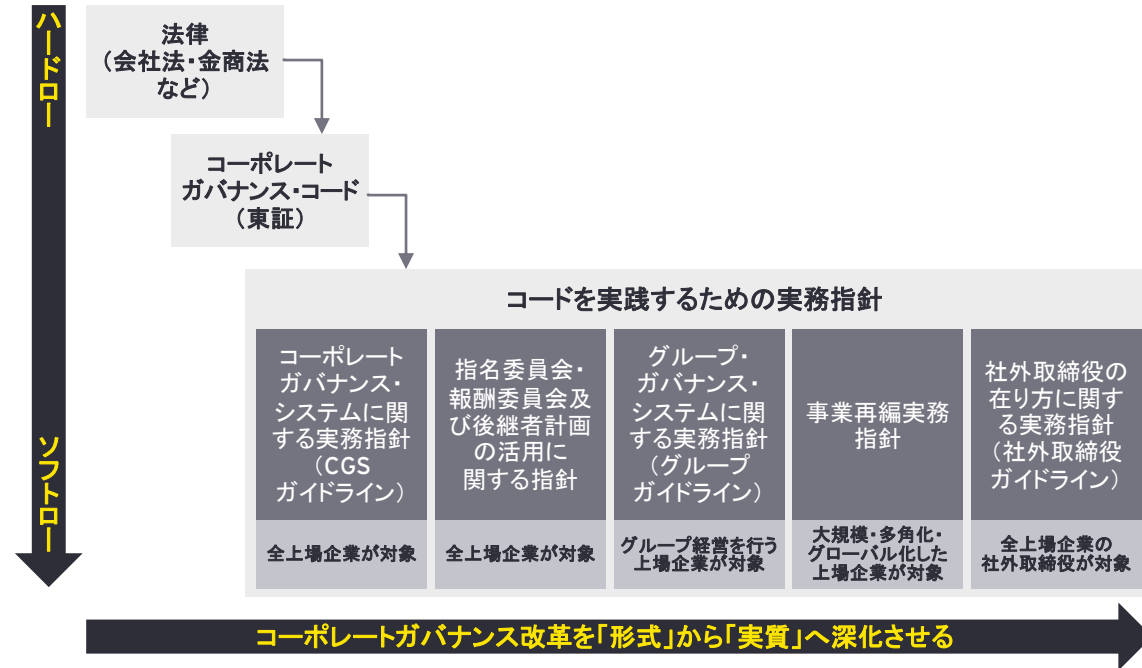 ハードロー
ソフトロー
法律
（会社法・金商法
など）
コーポレート
ガバナンス・コード
（東証）
コードを実践するための実務指針
コーポレート
ガバナンス・
システムに関
する実務指針
（CGS
ガイドライン）
全上場企業が対象
指名委員会・
報酬委員会及
び後継者計画
の活用に
関する指針
全上場企業が対象
グループ・
ガバナンス・
システムに関
する実務指針
（グループ
ガイドライン）
グループ経営を行う
上場企業が対象
事業再編実務
指針
大規模・多角化・
グローバル化した
上場企業が対象
社外取締役の
在り方に関す
る実務指針
（社外取締役
ガイドライン）
全上場企業の
社外取締役が対象
コーポレートガバナンス改革を｢形式｣から｢実質｣へ深化させる